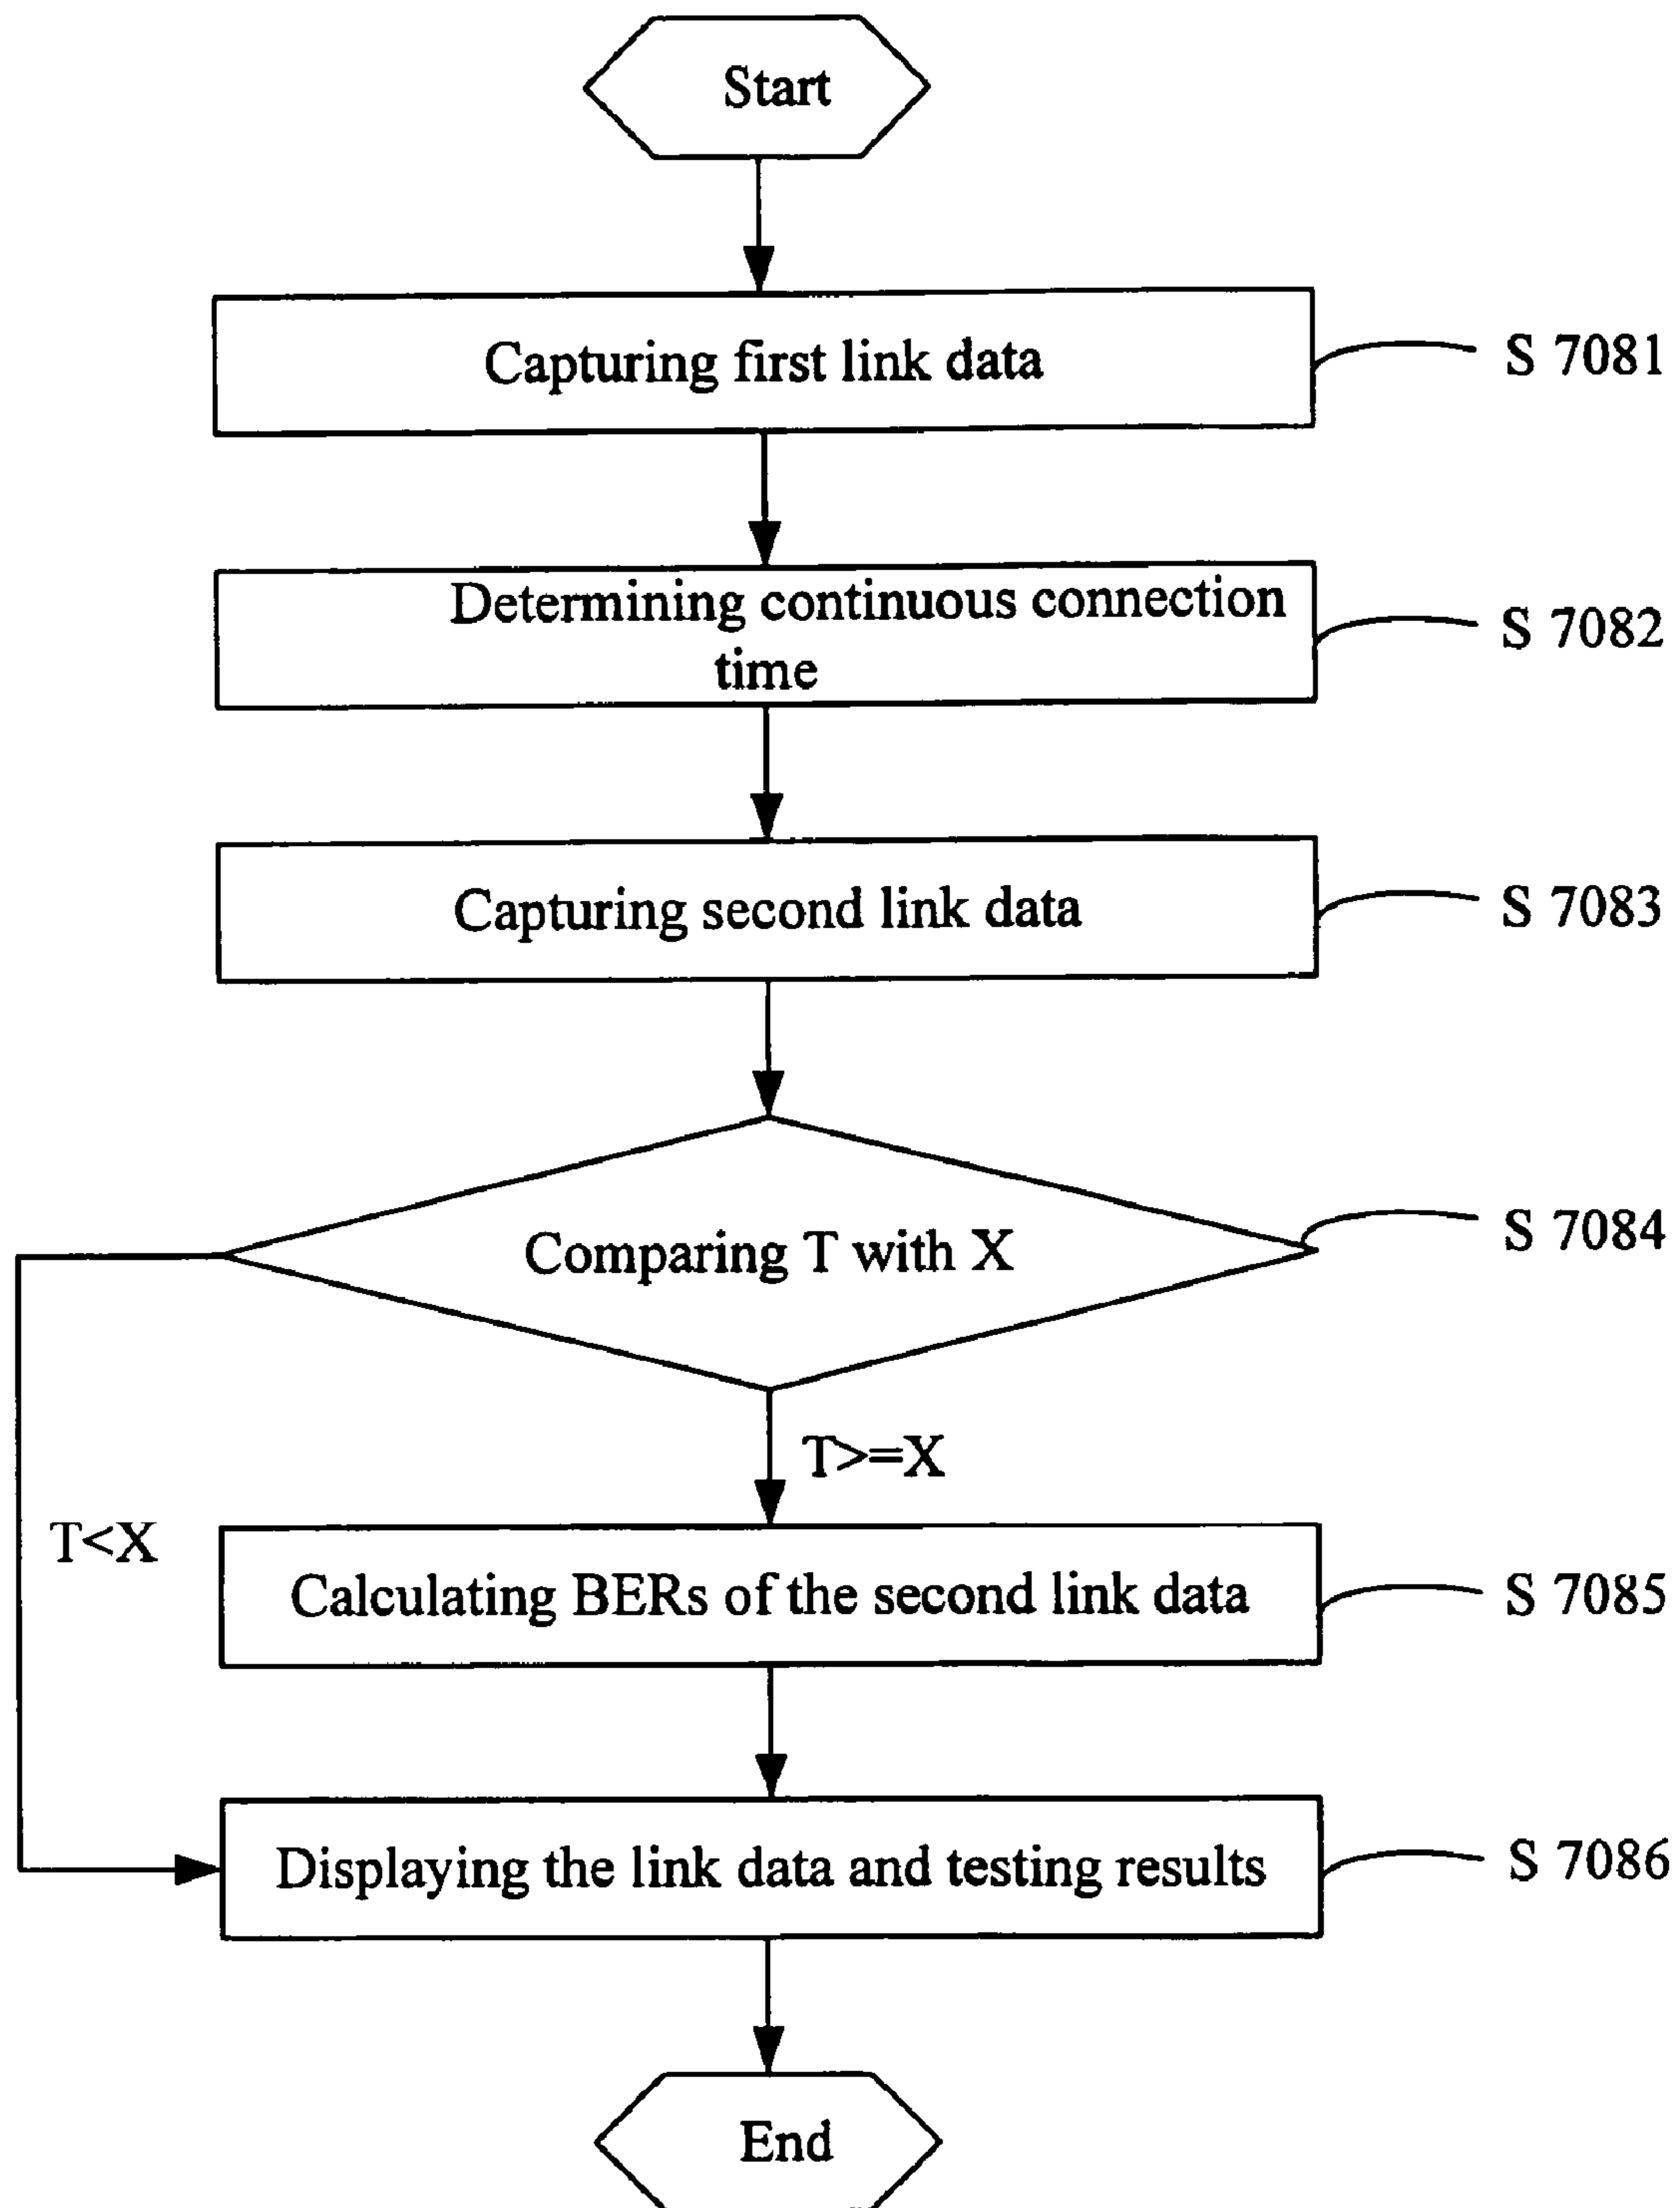 Start
Capturing first link data
S 7081
Determining continuous connection
time
S 7082
Capturing second link data
S 7083
Comparing T with X
S 7084
T>=X
T<X
Calculating BERs of the second link data
S 7085
Displaying the link data and testing results
S 7086
End